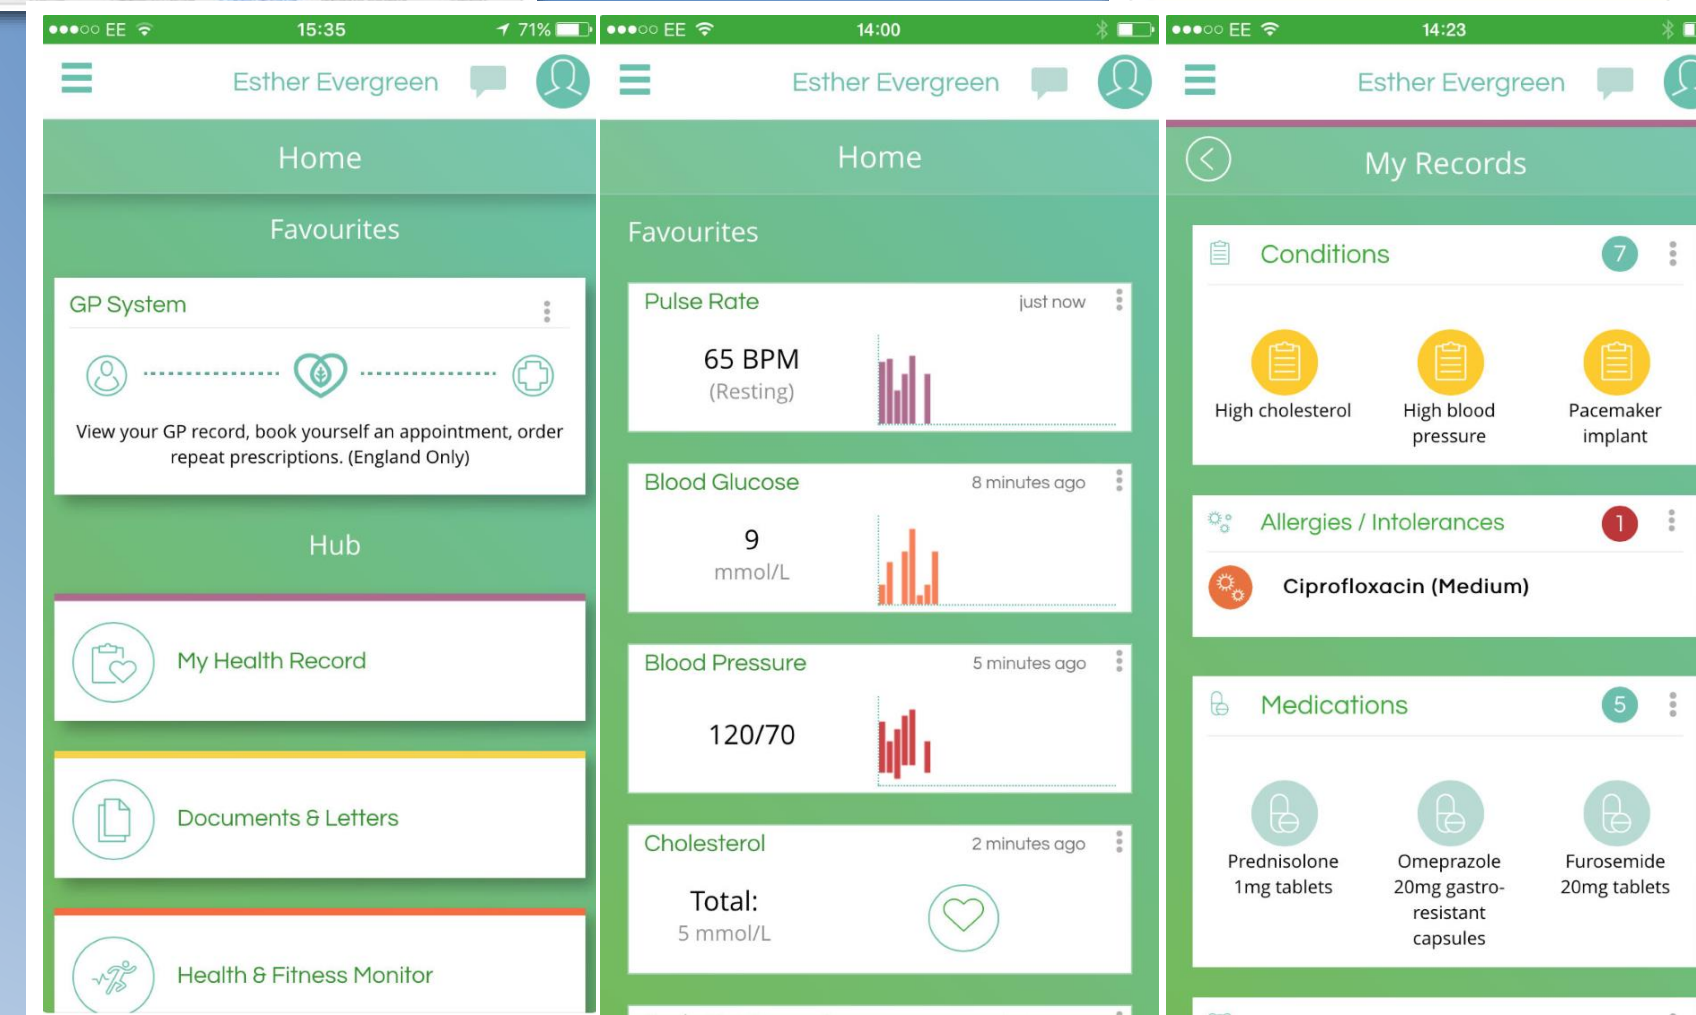 EE 15:35 71%
Esther Evergreen
Home
Favourites
GP System
View your GP record, book yourself an appointment, order
repeat prescriptions. (England Only)
Hub
My Health Record
Documents & Letters
Health & Fitness Monitor
EE 14:00
Esther Evergreen
Home
Favourites
Pulse Rate just now
65 BPM
(Resting)
Blood Glucose 8 minutes ago
9
mmol/L
Blood Pressure 5 minutes ago
120/70
Cholesterol 2 minutes ago
Total:
5 mmol/L
EE 14:23
Esther Evergreen
My Records
Conditions 7
High cholesterol High blood Pacemaker
pressure implant
Allergies / Intolerances 1
Ciprofloxacin (Medium)
Medications 5
Prednisolone Omeprazole Furosemide
1mg tablets 20mg gastro- 20mg tablets
resistant
capsules